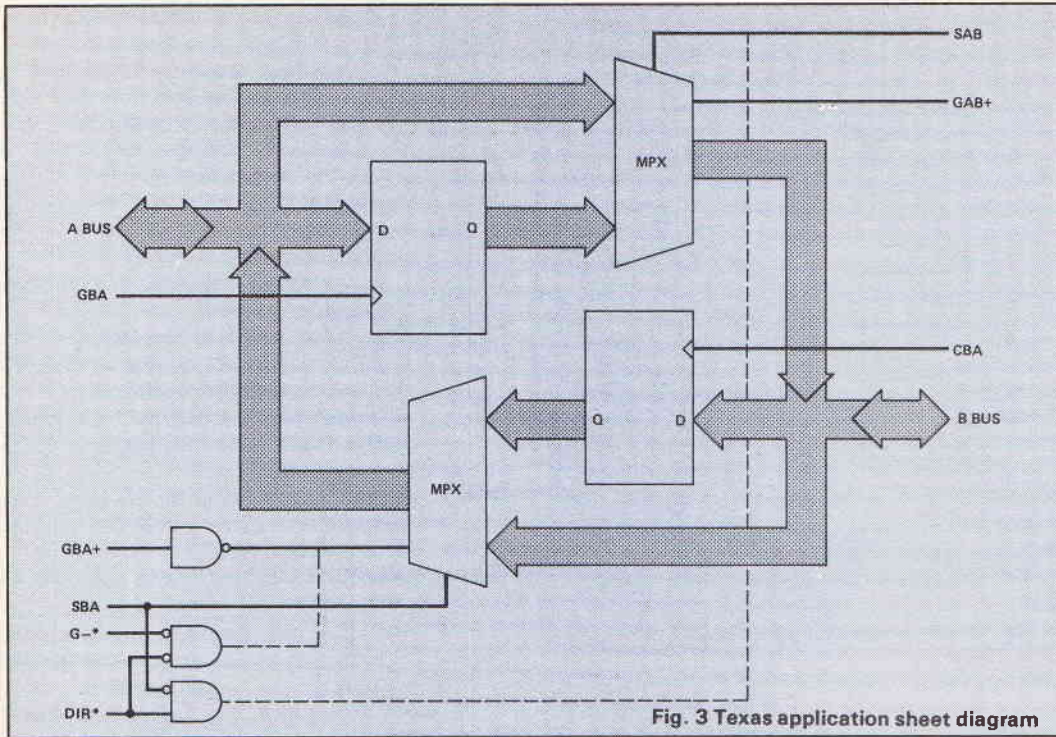 SAB
GAB+
MPX
A BUS
D
Q
GBA
CBA
Q
D
B BUS
MPX
GBA+
SBA
G-*
DIR*
Fig. 3 Texas application sheet diagram